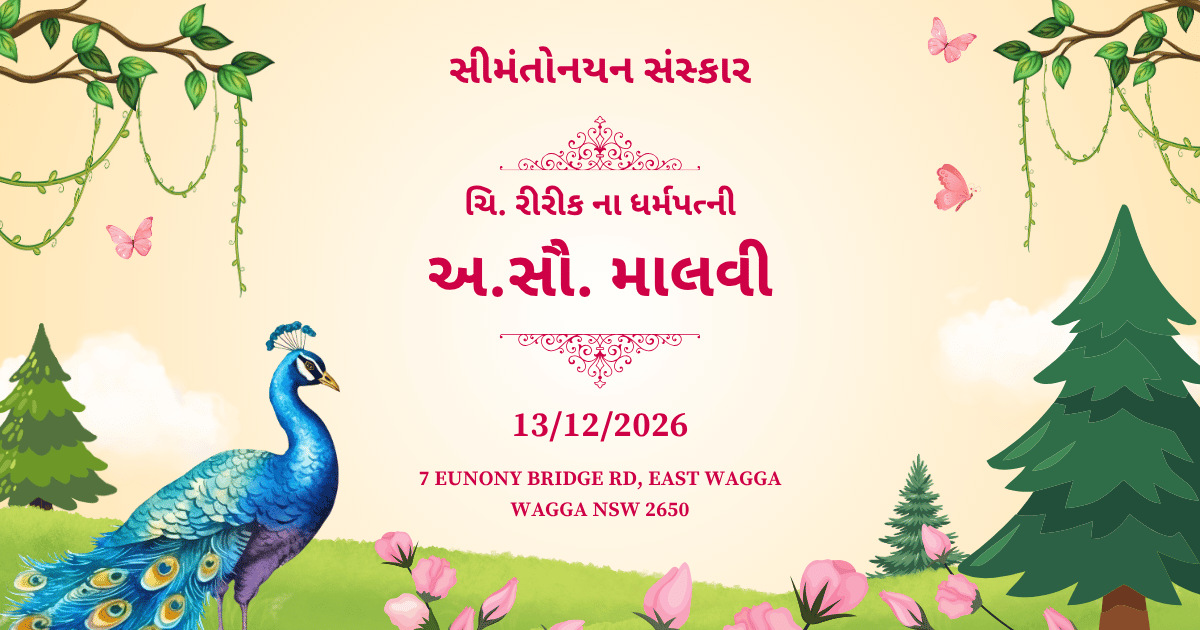 સીમંતોનયન સંસ્કાર
ચિ. રીરીક ના ધર્મપત્ની
અ.સૌ. માલવી
13/12/2026
7 EUNONY BRIDGE RD, EAST WAGGA
WAGGA NSW 2650